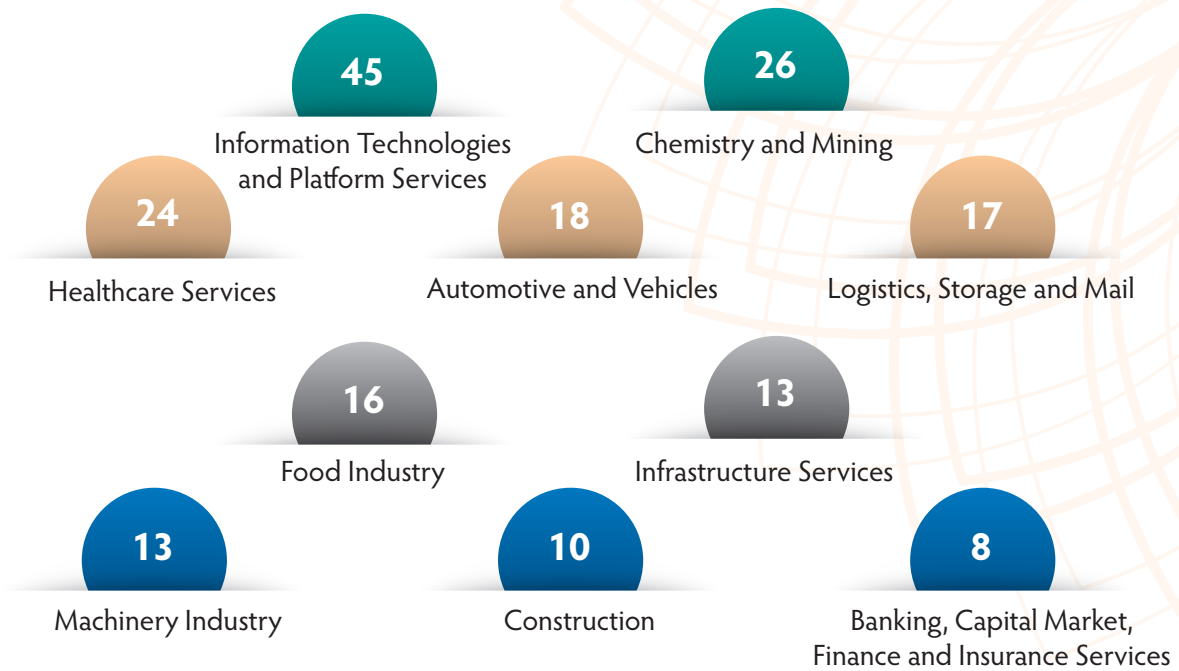 45
Information Technologies
and Platform Services
26
Chemistry and Mining
24
Healthcare Services
18
Automotive and Vehicles
17
Logistics, Storage and Mail
16
Food Industry
13
Infrastructure Services
13
Machinery Industry
10
Construction
8
Banking, Capital Market,
Finance and Insurance Services